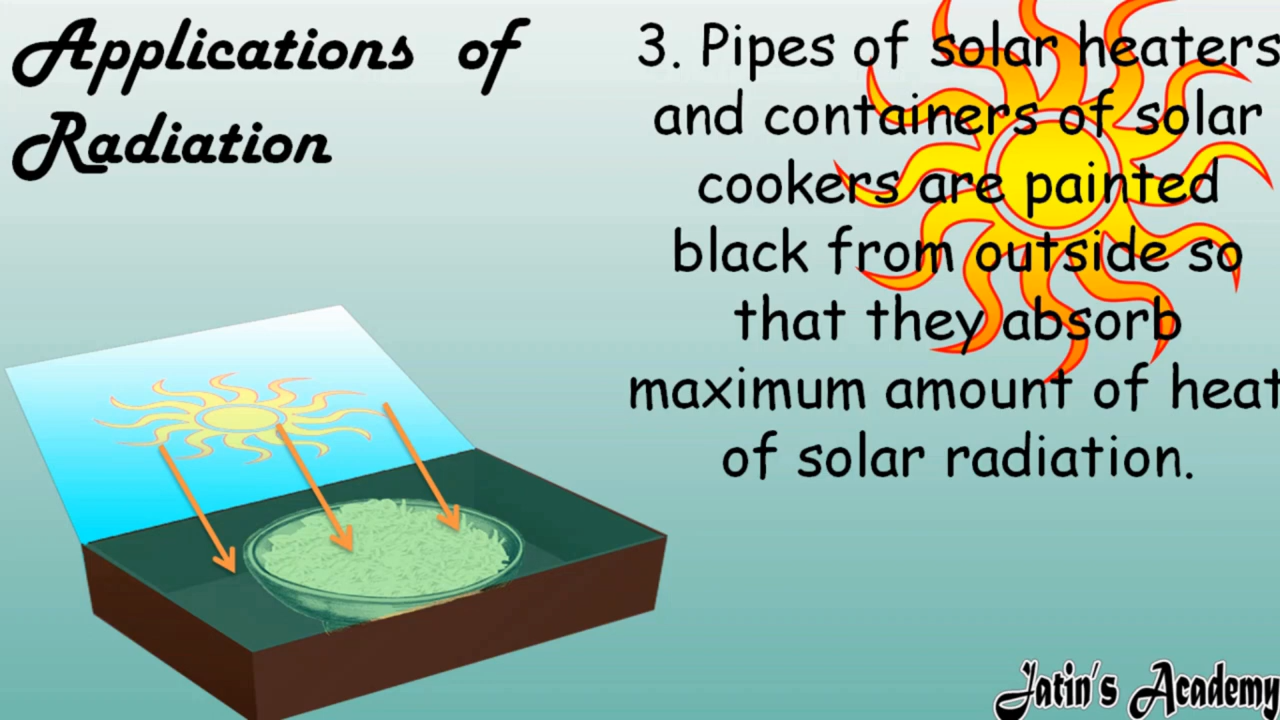 Applications of
Radiation
3. Pipes of solar heaters
and containers of solar
cookers are painted
black from outside so
that they absorb
maximum amount of heat
of solar radiation.
Jatin's Academy